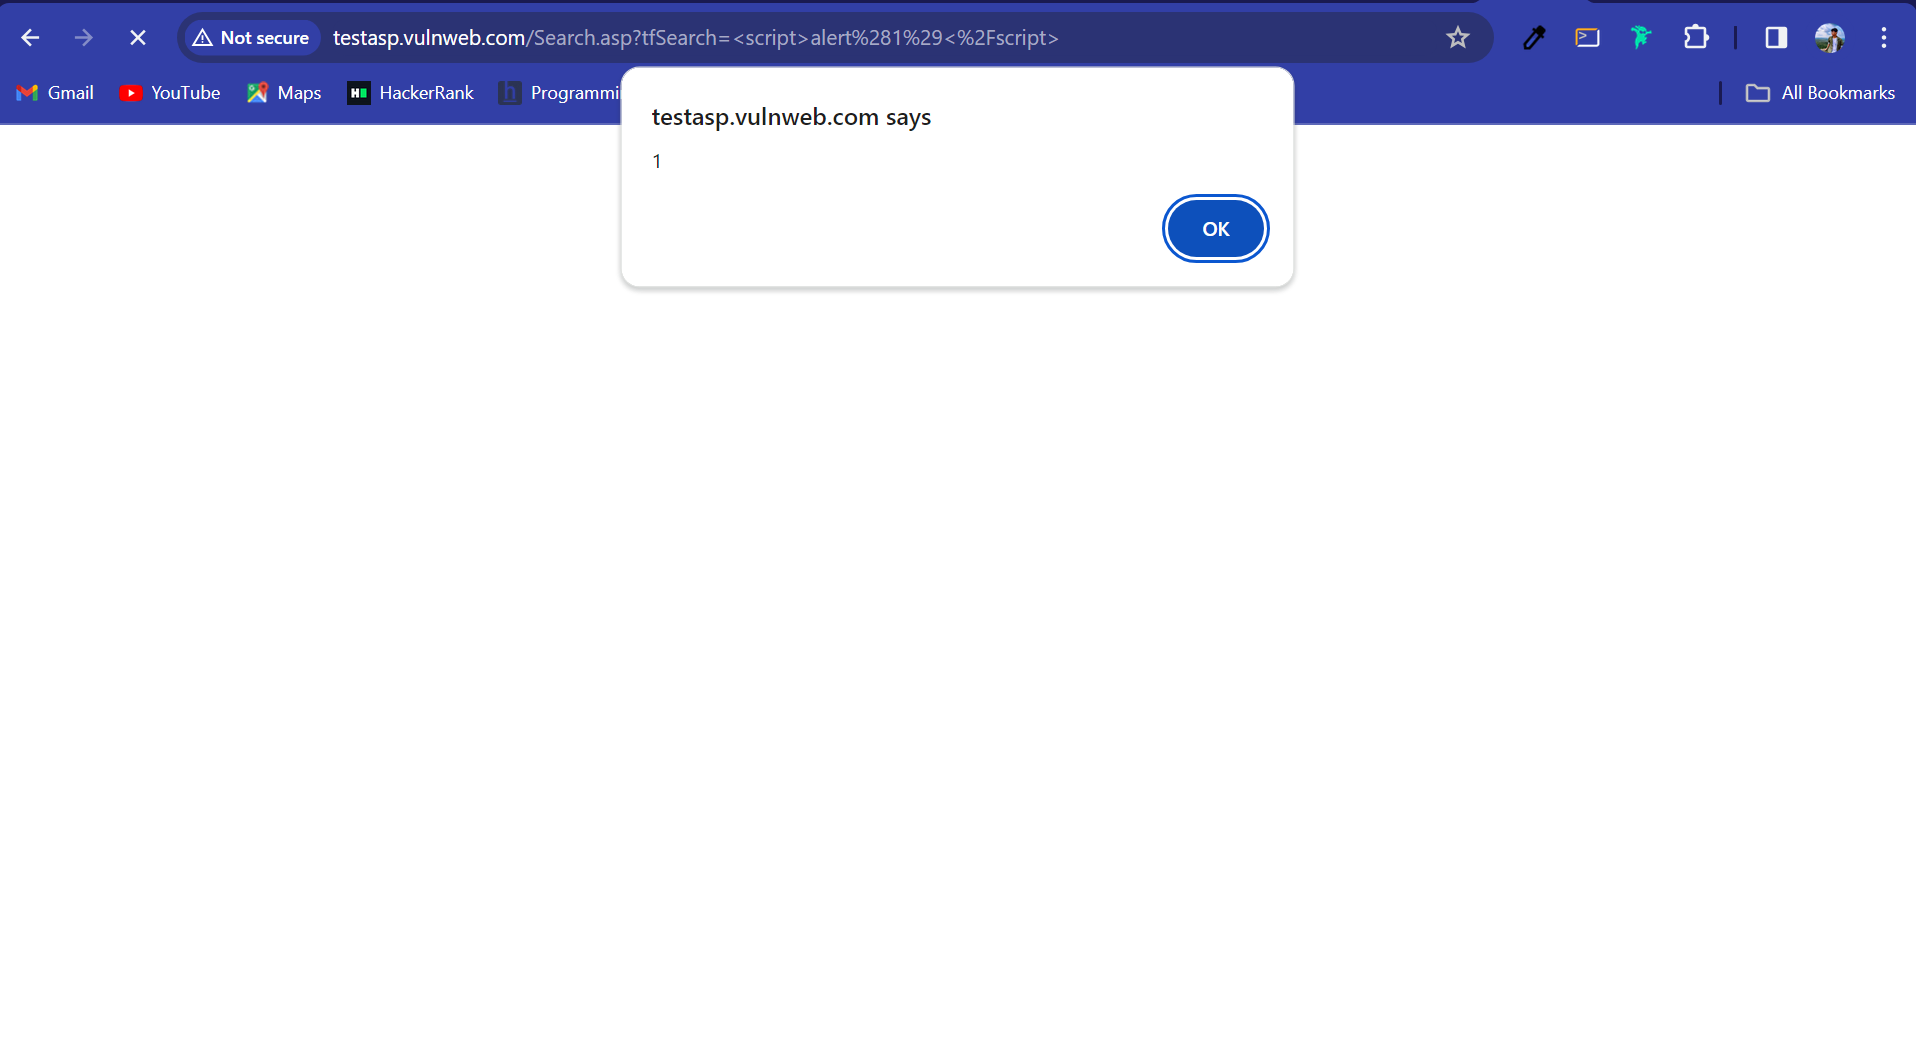 Not secure testasp.vulnweb.com/Search.asp?tfSearch=<script>alert%281%29<%2Fscript>
Gmail YouTube Maps HackerRank All Bookmarks
testasp.vulnweb.com says
1
OK